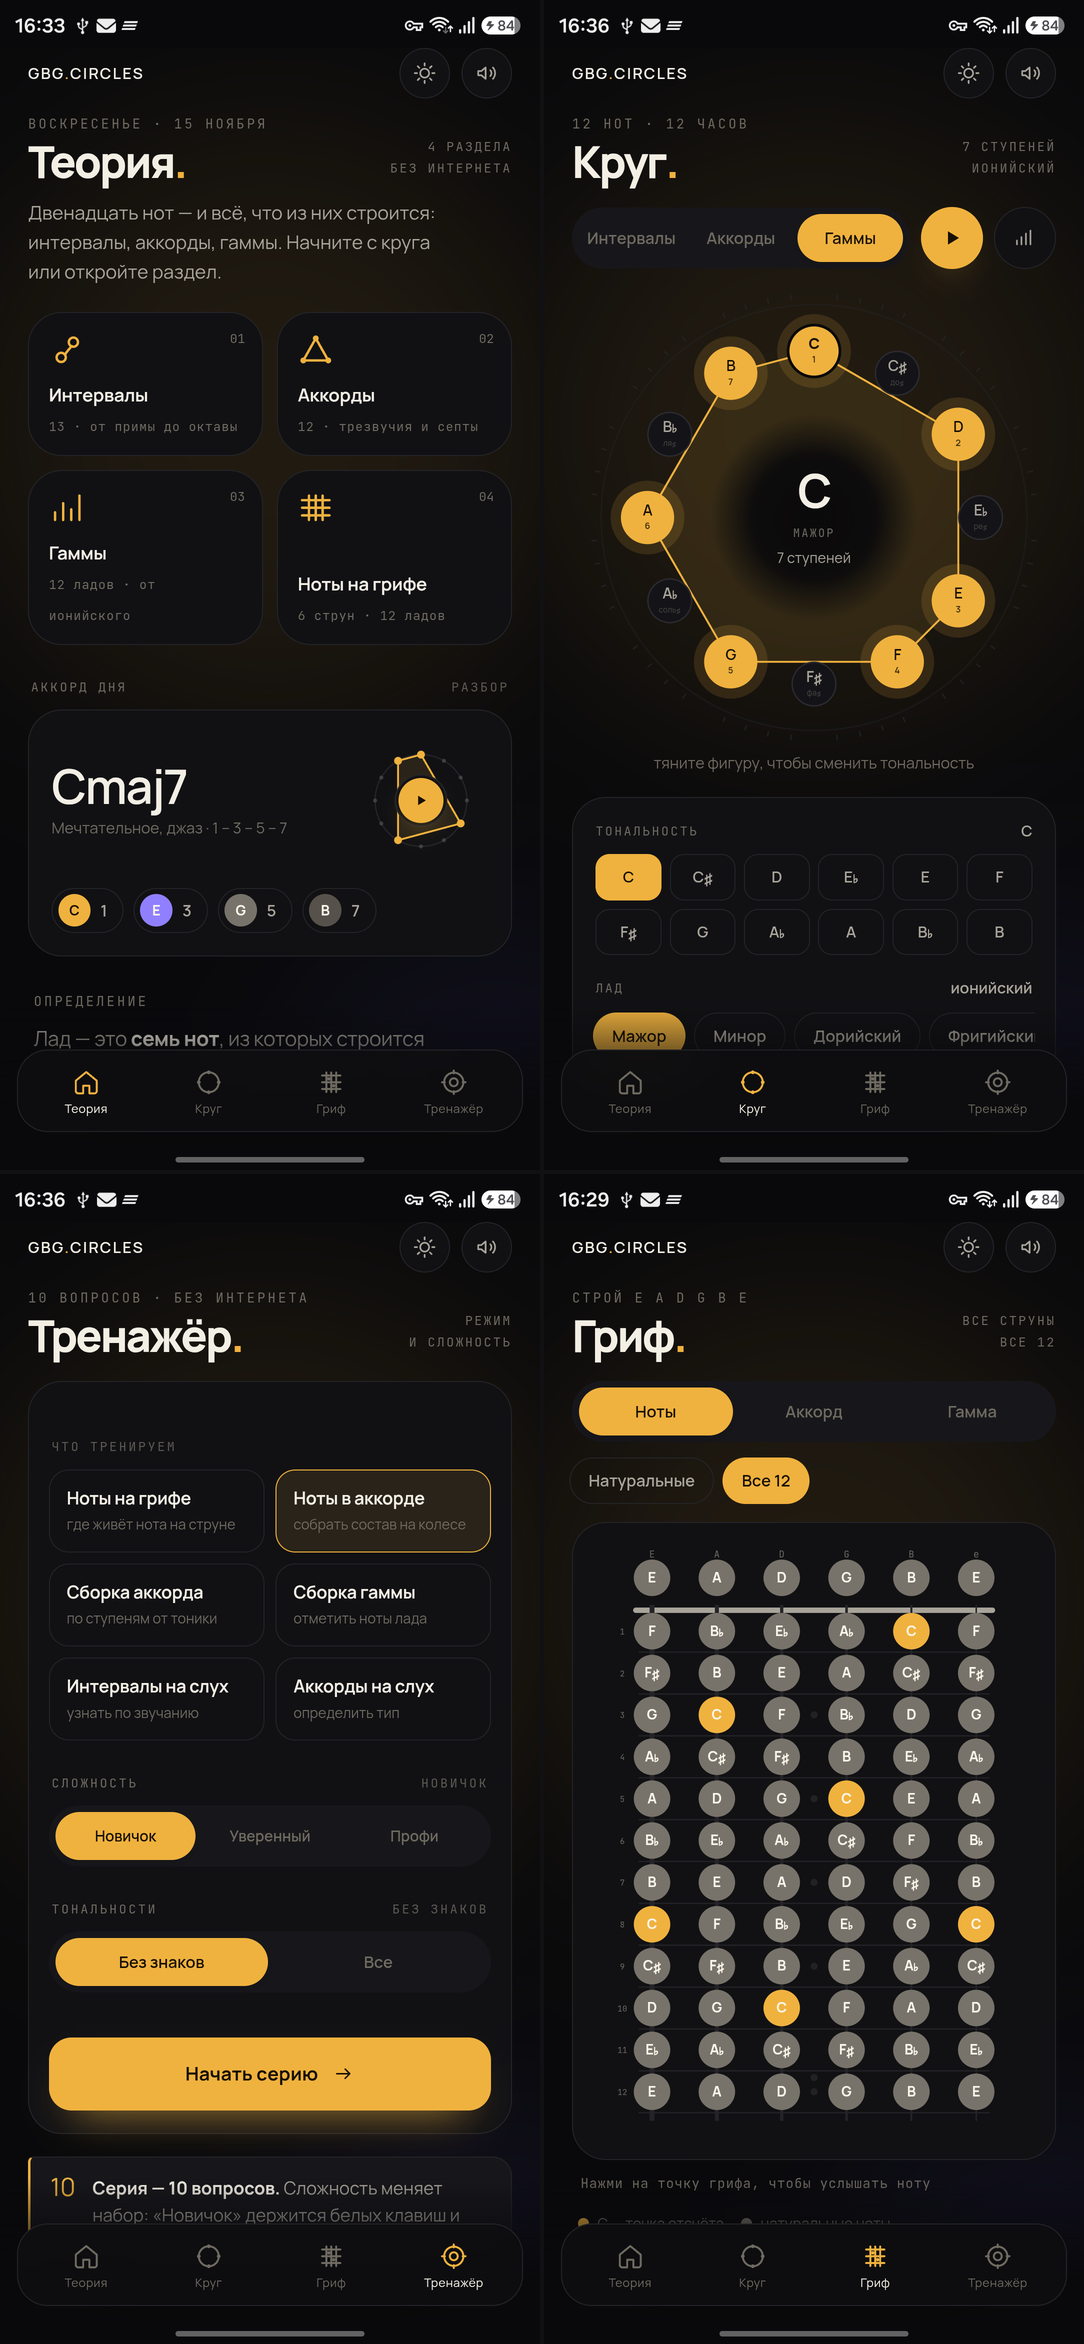 16:33
84
GBG.CIRCLES
ВОСКРЕСЕНЬЕ · 15 НОЯБРЯ
Теория.
4 РАЗДЕЛА
БЕЗ ИНТЕРНЕТА
Двенадцать нот — и всё, что из них строится:
интервалы, аккорды, гаммы. Начните с круга
или откройте раздел.
01
Интервалы
13 · от примы до октавы
02
Аккорды
12 · трезвучия и септы
03
Гаммы
12 ладов · от
ионийского
04
Ноты на грифе
6 струн · 12 ладов
АККОРД ДНЯ
РАЗБОР
Cmaj7
Мечтательное, джаз · 1 – 3 – 5 – 7
C 1 E 3 G 5 B 7
ОПРЕДЕЛЕНИЕ
Лад — это семь нот, из которых строится
Теория Круг Гриф Тренажёр
16:36
84
GBG.CIRCLES
12 НОТ · 12 ЧАСОВ
Круг.
7 СТУПЕНЕЙ
ИОНИЙСКИЙ
Интервалы Аккорды Гаммы
C
1
C♯
до♯
D
2
E♭
ре♯
E
3
F
4
F♯
фа♯
G
5
A♭
соль♯
A
6
B♭
ля♯
B
7
C
МАЖОР
7 ступеней
тяните фигуру, чтобы сменить тональность
ТОНАЛЬНОСТЬ C
C C♯ D E♭ E F
F♯ G A♭ A B♭ B
ЛАД ионийский
Мажор Минор Дорийский Фригийски
Теория Круг Гриф Тренажёр
16:36
84
GBG.CIRCLES
10 ВОПРОСОВ · БЕЗ ИНТЕРНЕТА
Тренажёр.
РЕЖИМ
И СЛОЖНОСТЬ
ЧТО ТРЕНИРУЕМ
Ноты на грифе
где живёт нота на струне
Ноты в аккорде
собрать состав на колесе
Сборка аккорда
по ступеням от тоники
Сборка гаммы
отметить ноты лада
Интервалы на слух
узнать по звучанию
Аккорды на слух
определить тип
СЛОЖНОСТЬ НОВИЧОК
Новичок Уверенный Профи
ТОНАЛЬНОСТИ БЕЗ ЗНАКОВ
Без знаков Все
Начать серию →
10 Серия — 10 вопросов. Сложность меняет
набор: «Новичок» держится белых клавиш и
Теория Круг Гриф Тренажёр
16:29
84
GBG.CIRCLES
СТРОЙ E A D G B E
Гриф.
ВСЕ СТРУНЫ
ВСЕ 12
Ноты Аккорд Гамма
Натуральные Все 12
E A D G B e
E A D G B E
1 F B♭ E♭ A♭ C F
2 F♯ B E A C♯ F♯
3 G C F B♭ D G
4 A♭ C♯ F♯ B E♭ A♭
5 A D G C E A
6 B♭ E♭ A♭ C♯ F B♭
7 B E A D F♯ B
8 C F B♭ E♭ G C
9 C♯ F♯ B E A♭ C♯
10 D G C F A D
11 E♭ A♭ C♯ F♯ B♭ E♭
12 E A D G B E
Нажми на точку грифа, чтобы услышать ноту
C — точка отсчёта натуральные ноты
Теория Круг Гриф Тренажёр